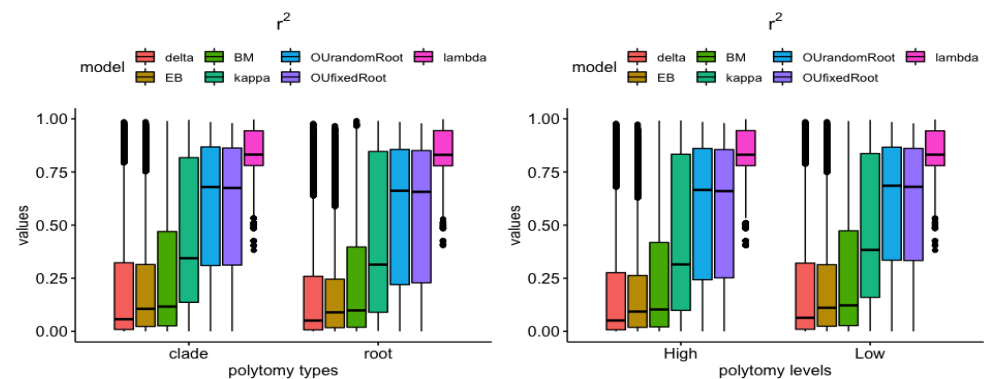 r²
model delta BM OUrandomRoot lambda
EB kappa OUfixedRoot
1.00
0.75
0.50
0.25
0.00
values
clade root
polytomy types
r²
model delta BM OUrandomRoot lambda
EB kappa OUfixedRoot
1.00
0.75
0.50
0.25
0.00
values
High Low
polytomy levels